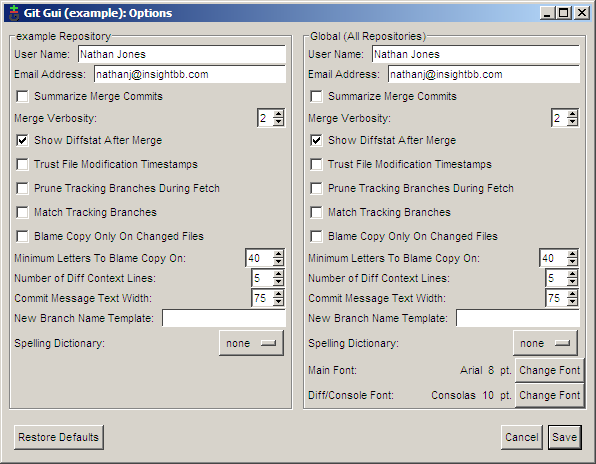 Git Gui (example): Options
example Repository
User Name: Nathan Jones
Email Address: nathanj@insightbb.com
Summarize Merge Commits
Merge Verbosity: 2
Show Diffstat After Merge
Trust File Modification Timestamps
Prune Tracking Branches During Fetch
Match Tracking Branches
Blame Copy Only On Changed Files
Minimum Letters To Blame Copy On: 40
Number of Diff Context Lines: 5
Commit Message Text Width: 75
New Branch Name Template:
Spelling Dictionary: none
Global (All Repositories)
User Name: Nathan Jones
Email Address: nathanj@insightbb.com
Summarize Merge Commits
Merge Verbosity: 2
Show Diffstat After Merge
Trust File Modification Timestamps
Prune Tracking Branches During Fetch
Match Tracking Branches
Blame Copy Only On Changed Files
Minimum Letters To Blame Copy On: 40
Number of Diff Context Lines: 5
Commit Message Text Width: 75
New Branch Name Template:
Spelling Dictionary: none
Main Font: Arial 8 pt. Change Font
Diff/Console Font: Consolas 10 pt. Change Font
Restore Defaults Cancel Save